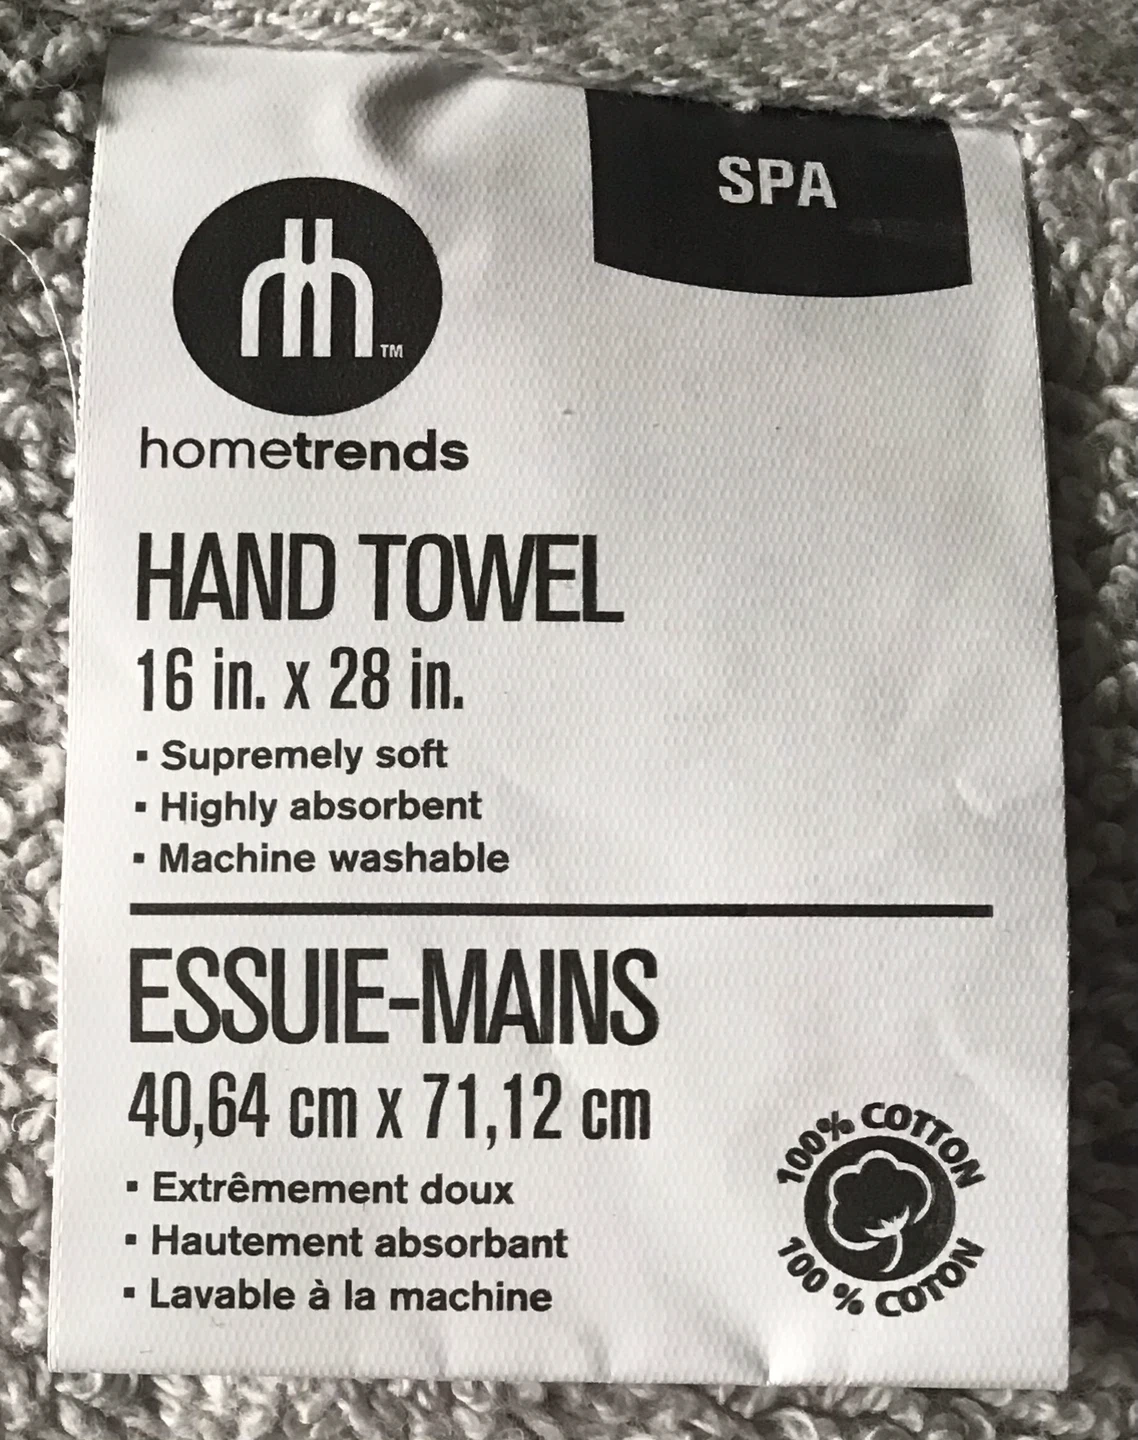 SPA
TM
hometrends
HAND TOWEL
16 in. x 28 in.
▪ Supremely soft
▪ Highly absorbent
▪ Machine washable
ESSUIE-MAINS
40,64 cm x 71,12 cm
▪ Extrêmement doux
▪ Hautement absorbant
▪ Lavable à la machine
100% COTTON
100 % COTON